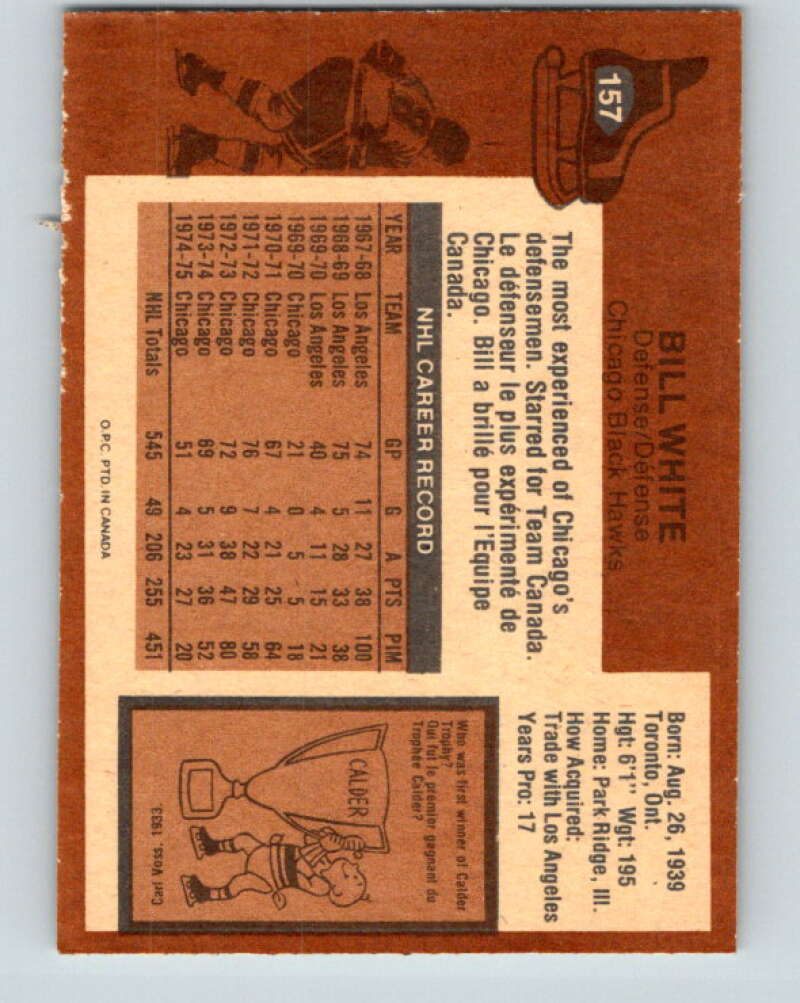 157
BILL WHITE
Defense/Défense
Chicago Black Hawks
Born: Aug. 26, 1939
Toronto, Ont.
Hgt: 6'1" Wgt: 195
Home: Park Ridge, Ill.
How Acquired:
Trade with Los Angeles
Years Pro: 17
The most experienced of Chicago's
defensemen. Starred for Team Canada.
Le défenseur le plus expérimenté de
Chicago. Bill a brillé pour l'Equipe
Canada.
NHL CAREER RECORD
YEAR TEAM GP G A PTS PIM
1967-68 Los Angeles 74 11 27 38 100
1968-69 Los Angeles 75 5 28 33 38
1969-70 Los Angeles 40 4 11 15 21
1969-70 Chicago 21 0 5 5 18
1970-71 Chicago 67 4 21 25 64
1971-72 Chicago 76 7 22 29 58
1972-73 Chicago 72 9 38 47 80
1973-74 Chicago 69 5 31 36 52
1974-75 Chicago 51 4 23 27 20
NHL Totals 545 49 206 255 451
Who was first winner of Calder
Trophy?
Qui fut le premier gagnant du
Trophée Calder?
CALDER
Carl Voss, 1933
O.P.C. PTD. IN CANADA